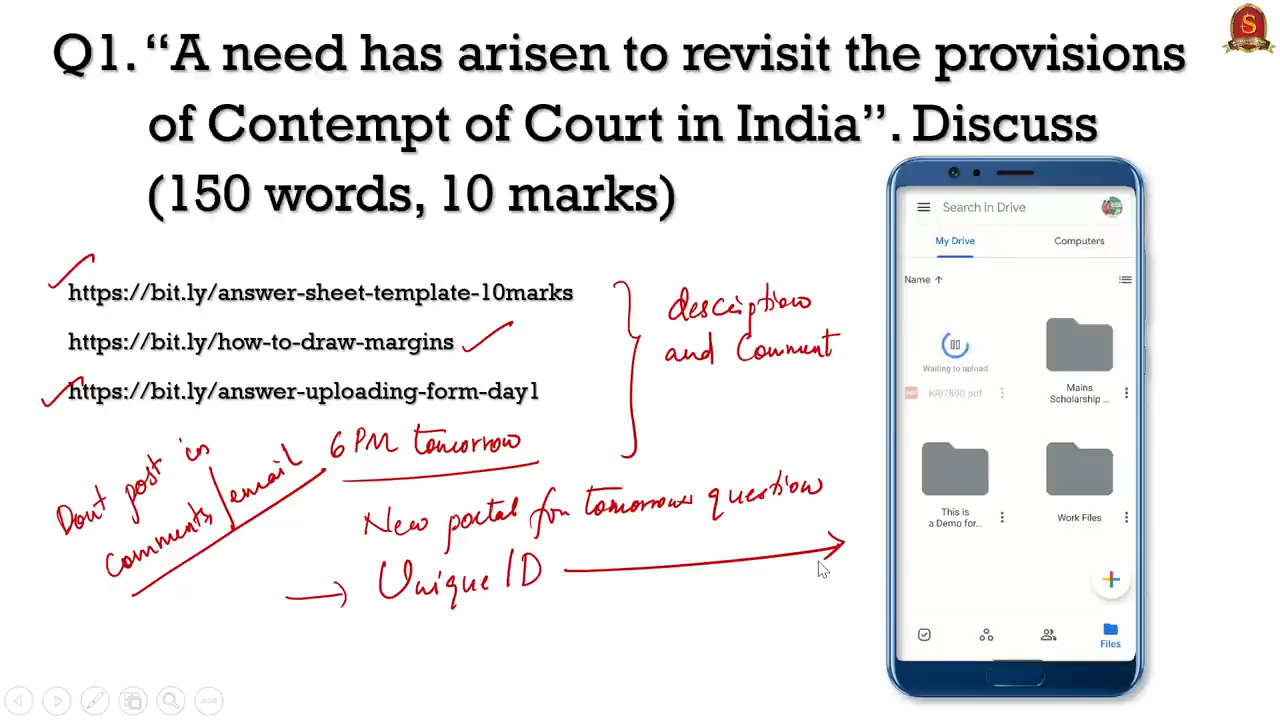 Q1. “A need has arisen to revisit the provisions
of Contempt of Court in India”. Discuss
(150 words, 10 marks)
S
https://bit.ly/answer-sheet-template-10marks
https://bit.ly/how-to-draw-margins
https://bit.ly/answer-uploading-form-day1
description
and Comment
6 PM tomorrow
Dont post in
comments/email
New portal for tomorrow question
→ Unique ID
Search in Drive
My Drive
Computers
Name ↑
Waiting to upload
KRI7890.pdf
Mains
Scholarship ...
This is
a Demo for...
Work Files
Files